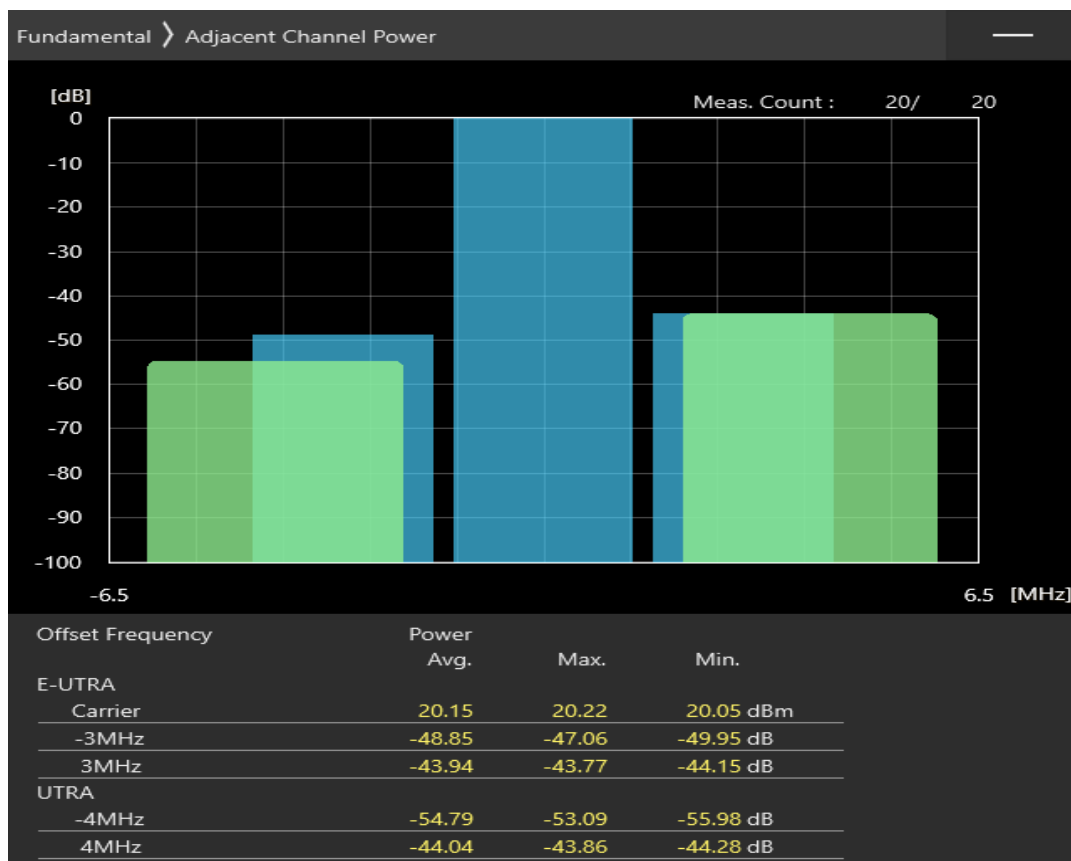 Fundamental 〉 Adjacent Channel Power
[dB]
Meas. Count : 20/ 20
0
-10
-20
-30
-40
-50
-60
-70
-80
-90
-100
-6.5 6.5 [MHz]
Offset Frequency Power
Avg. Max. Min.
E-UTRA
Carrier 20.15 20.22 20.05 dBm
-3MHz -48.85 -47.06 -49.95 dB
3MHz -43.94 -43.77 -44.15 dB
UTRA
-4MHz -54.79 -53.09 -55.98 dB
4MHz -44.04 -43.86 -44.28 dB